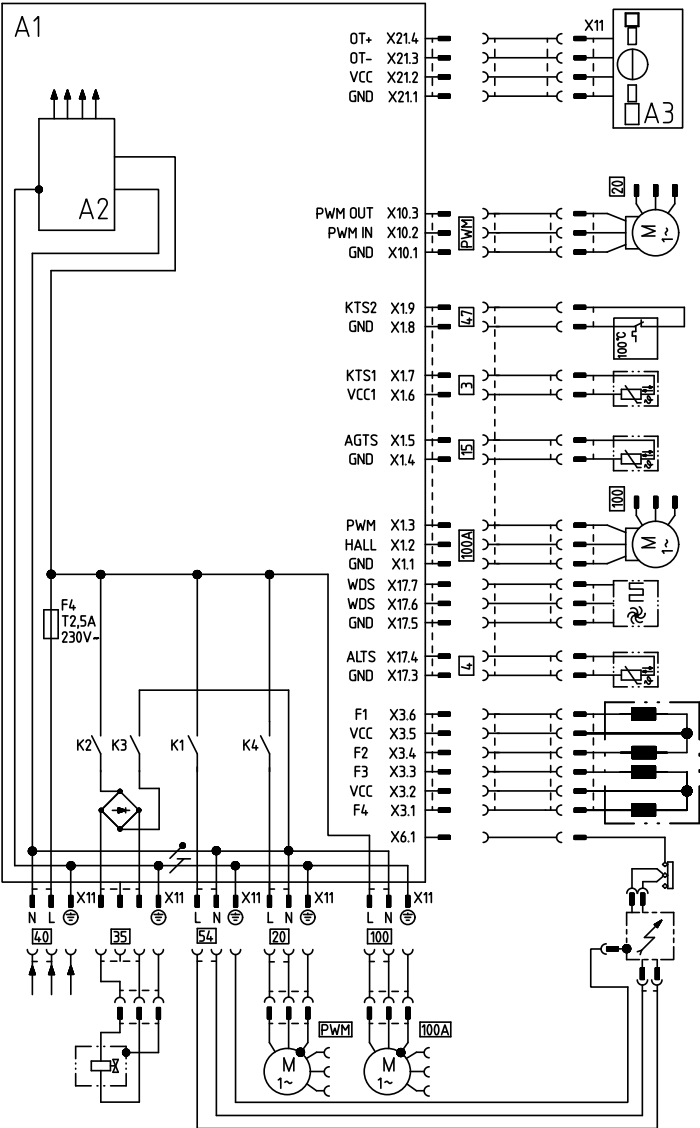 A1
OT+ X21.4
OT- X21.3
VCC X21.2
GND X21.1
X11
A3
A2
PWM OUT X10.3
PWM IN X10.2
GND X10.1
PWM
20
M
1~
KTS2 X1.9
GND X1.8
47
100°C
KTS1 X1.7
VCC1 X1.6
3
AGTS X1.5
GND X1.4
15
100
PWM X1.3
HALL X1.2
GND X1.1
100A
M
1~
WDS X17.7
WDS X17.6
GND X17.5
F4
T2,5A
230V~
ALTS X17.4
GND X17.3
4
F1 X3.6
VCC X3.5
F2 X3.4
F3 X3.3
VCC X3.2
F4 X3.1
K2 K3 K1 K4
X6.1
X11 X11 X11 X11 X11
N L L N L N L N
40 35 54 20 100
PWM 100A
M M
1~ 1~